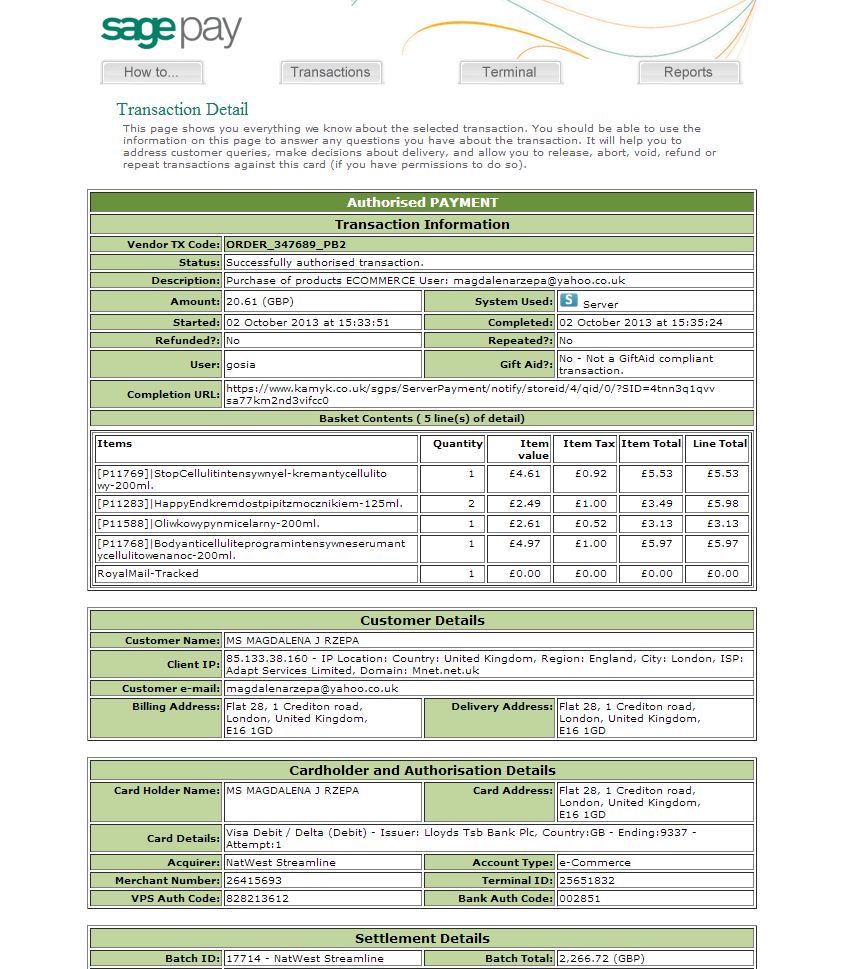 sage pay
How to...
Transactions
Terminal
Reports
Transaction Detail
This page shows you everything we know about the selected transaction. You should be able to use the
information on this page to answer any questions you have about the transaction. It will help you to
address customer queries, make decisions about delivery, and allow you to release, abort, void, refund or
repeat transactions against this card (if you have permissions to do so).
Authorised PAYMENT
Transaction Information
Vendor TX Code: ORDER_347689_PB2
Status: Successfully authorised transaction.
Description: Purchase of products ECOMMERCE User: magdalenarzepa@yahoo.co.uk
Amount: 20.61 (GBP) System Used: S Server
Started: 02 October 2013 at 15:33:51 Completed: 02 October 2013 at 15:35:24
Refunded?: No Repeated?: No
User: gosia Gift Aid?: No - Not a GiftAid compliant
transaction.
Completion URL: https://www.kamyk.co.uk/sgps/ServerPayment/notify/storeid/4/qid/0/?SID=4tnn3q1qvv
sa77km2nd3vifcc0
Basket Contents ( 5 line(s) of detail)
Items Quantity Item value Item Tax Item Total Line Total
[P11769]|StopCellulitintensywnyel-kremantycellulito 1 £4.61 £0.92 £5.53 £5.53
wy-200ml.
[P11283]|HappyEndkremdostpipitzmocznikiem-125ml. 2 £2.49 £1.00 £3.49 £5.98
[P11588]|Oliwkowypynmicelarny-200ml. 1 £2.61 £0.52 £3.13 £3.13
[P11768]|Bodyanticelluliteprogramintensywneserumant 1 £4.97 £1.00 £5.97 £5.97
ycellulitowenanoc-200ml.
RoyalMail-Tracked 1 £0.00 £0.00 £0.00 £0.00
Customer Details
Customer Name: MS MAGDALENA J RZEPA
Client IP: 85.133.38.160 - IP Location: Country: United Kingdom, Region: England, City: London, ISP:
Adapt Services Limited, Domain: Mnet.net.uk
Customer e-mail: magdalenarzepa@yahoo.co.uk
Billing Address: Flat 28, 1 Crediton road, Delivery Address: Flat 28, 1 Crediton road,
London, United Kingdom, London, United Kingdom,
E16 1GD E16 1GD
Cardholder and Authorisation Details
Card Holder Name: MS MAGDALENA J RZEPA Card Address: Flat 28, 1 Crediton road,
London, United Kingdom,
E16 1GD
Card Details: Visa Debit / Delta (Debit) - Issuer: Lloyds Tsb Bank Plc, Country:GB - Ending:9337 -
Attempt:1
Acquirer: NatWest Streamline Account Type: e-Commerce
Merchant Number: 26415693 Terminal ID: 25651832
VPS Auth Code: 828213612 Bank Auth Code: 002851
Settlement Details
Batch ID: 17714 - NatWest Streamline Batch Total: 2,266.72 (GBP)